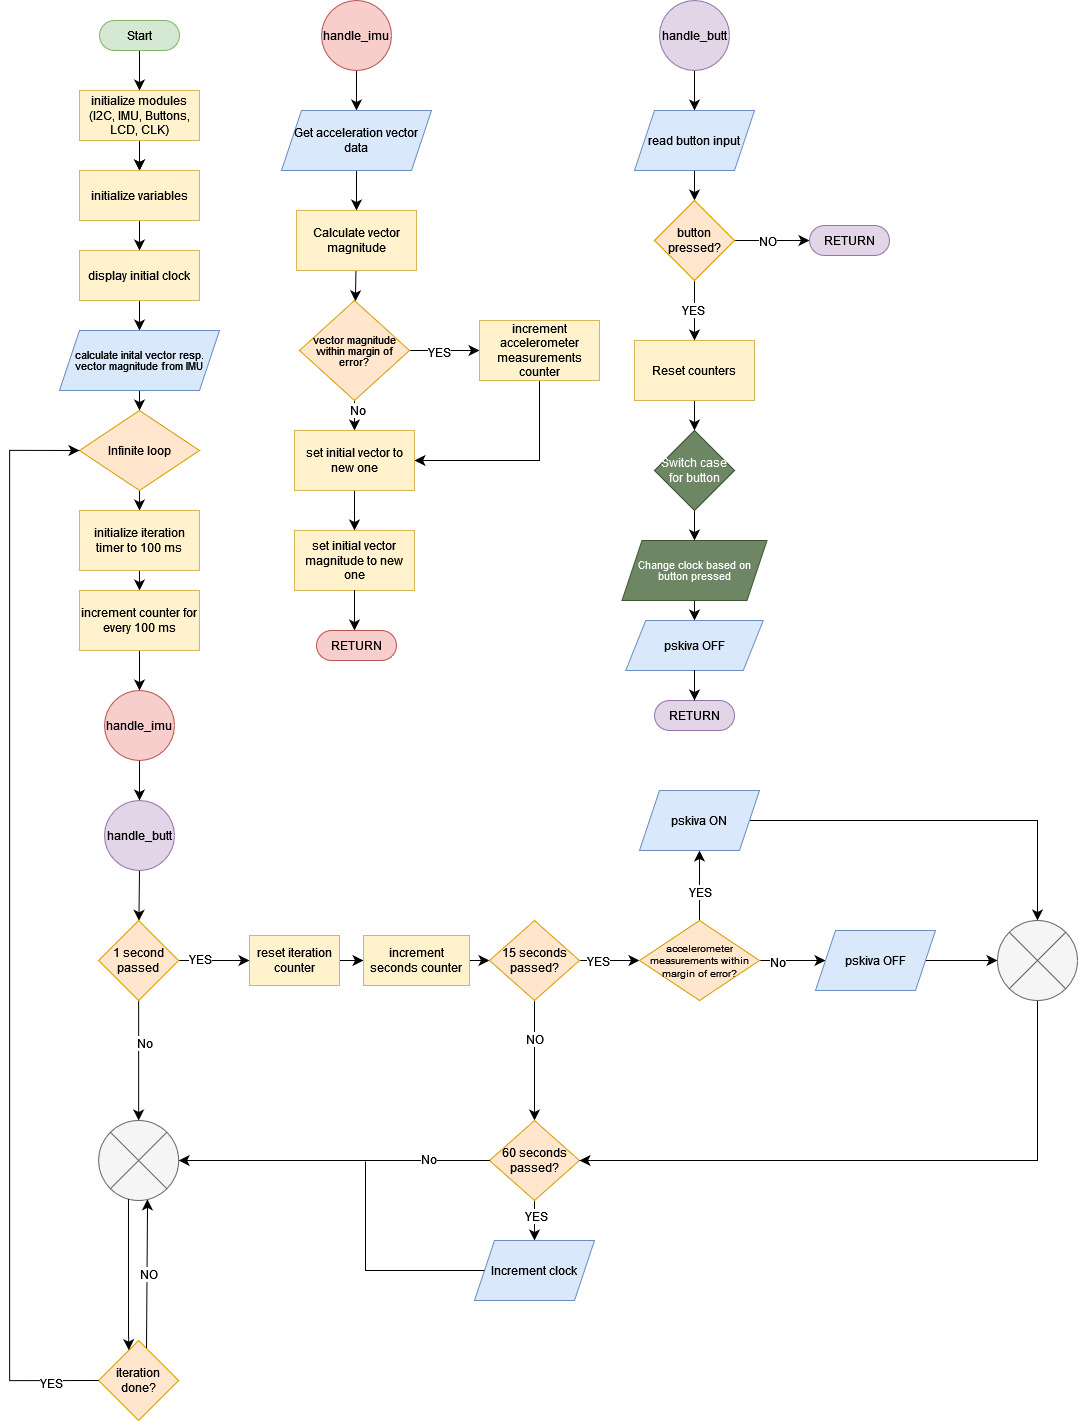 Start
initialize modules
(I2C, IMU, Buttons,
LCD, CLK)
initialize variables
display initial clock
calculate inital vector resp.
vector magnitude from IMU
Infinite loop
initialize iteration
timer to 100 ms
increment counter for
every 100 ms
handle_imu
handle_butt
1 second
passed
YES
No
reset iteration
counter
increment
seconds counter
15 seconds
passed?
YES
NO
accelerometer
measurements within
margin of error?
YES
No
pskiva ON
pskiva OFF
60 seconds
passed?
No
YES
Increment clock
iteration
done?
NO
YES
handle_imu
Get acceleration vector
data
Calculate vector
magnitude
vector magnitude
within margin of
error?
YES
No
increment
accelerometer
measurements
counter
set initial vector to
new one
set initial vector
magnitude to new
one
RETURN
handle_butt
read button input
button
pressed?
NO
RETURN
YES
Reset counters
Switch case
for button
Change clock based on
button pressed
pskiva OFF
RETURN